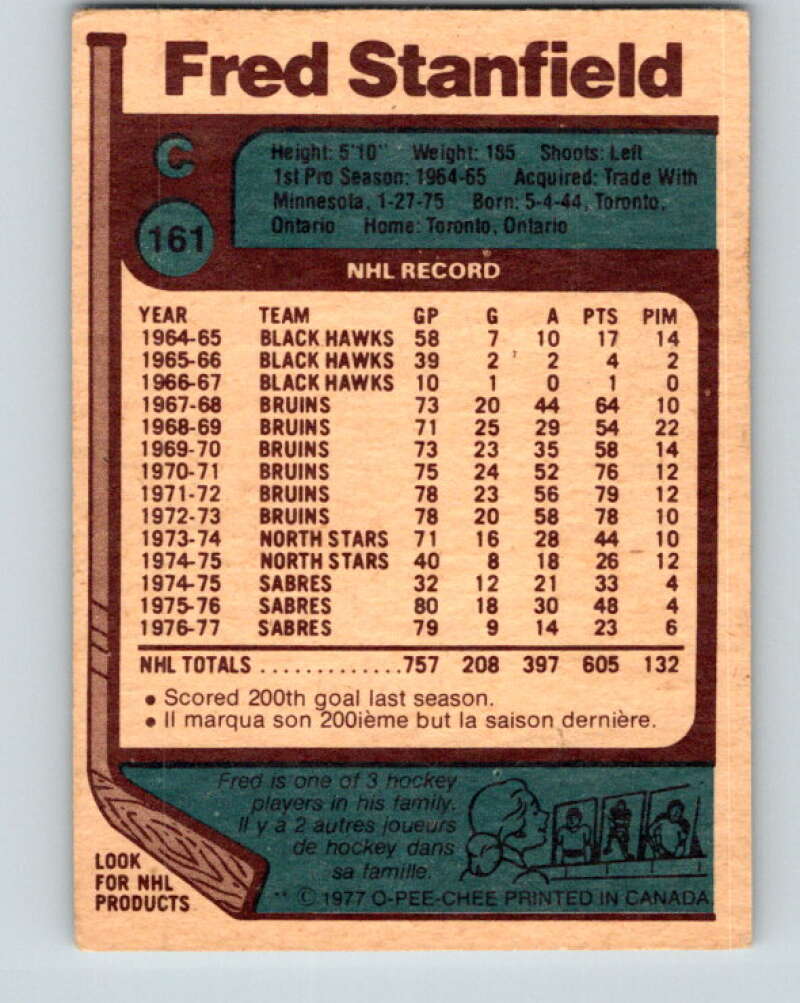 Fred Stanfield
C
161
Height: 5'10" Weight: 185 Shoots: Left
1st Pro Season: 1964-65 Acquired: Trade With
Minnesota, 1-27-75 Born: 5-4-44, Toronto,
Ontario Home: Toronto, Ontario
NHL RECORD
YEAR TEAM GP G A PTS PIM
1964-65 BLACK HAWKS 58 7 10 17 14
1965-66 BLACK HAWKS 39 2 2 4 2
1966-67 BLACK HAWKS 10 1 0 1 0
1967-68 BRUINS 73 20 44 64 10
1968-69 BRUINS 71 25 29 54 22
1969-70 BRUINS 73 23 35 58 14
1970-71 BRUINS 75 24 52 76 12
1971-72 BRUINS 78 23 56 79 12
1972-73 BRUINS 78 20 58 78 10
1973-74 NORTH STARS 71 16 28 44 10
1974-75 NORTH STARS 40 8 18 26 12
1974-75 SABRES 32 12 21 33 4
1975-76 SABRES 80 18 30 48 4
1976-77 SABRES 79 9 14 23 6
NHL TOTALS .............757 208 397 605 132
• Scored 200th goal last season.
• Il marqua son 200ième but la saison dernière.
Fred is one of 3 hockey
players in his family.
Il y a 2 autres joueurs
de hockey dans
sa famille.
LOOK
FOR NHL
PRODUCTS
** © 1977 O-PEE-CHEE PRINTED IN CANADA